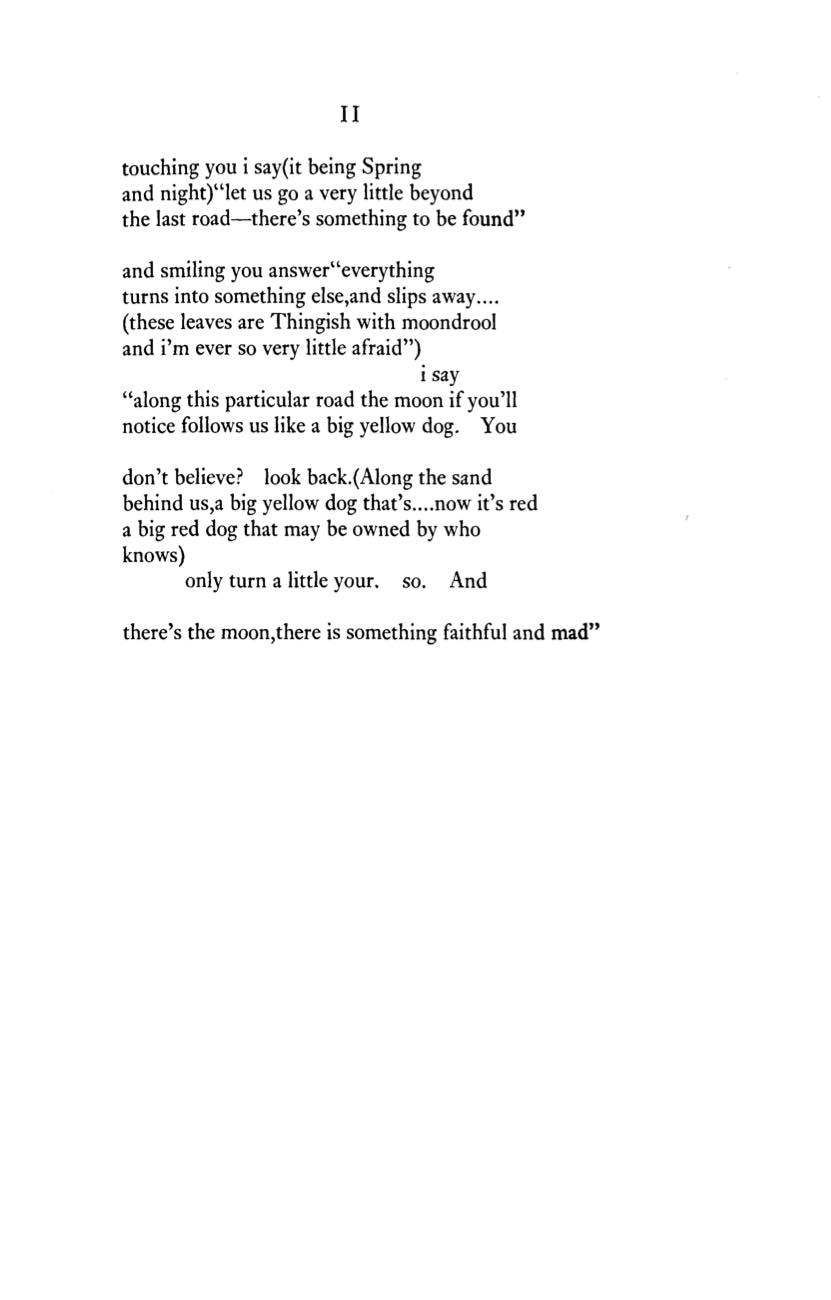 II
touching you i say(it being Spring
and night)“let us go a very little beyond
the last road—there’s something to be found”
and smiling you answer“everything
turns into something else,and slips away....
(these leaves are Thingish with moondrool
and i’m ever so very little afraid”)
i say
“along this particular road the moon if you’ll
notice follows us like a big yellow dog.   You
don’t believe?   look back.(Along the sand
behind us,a big yellow dog that’s....now it’s red
a big red dog that may be owned by who
knows)
only turn a little your.   so.   And
there’s the moon,there is something faithful and mad”